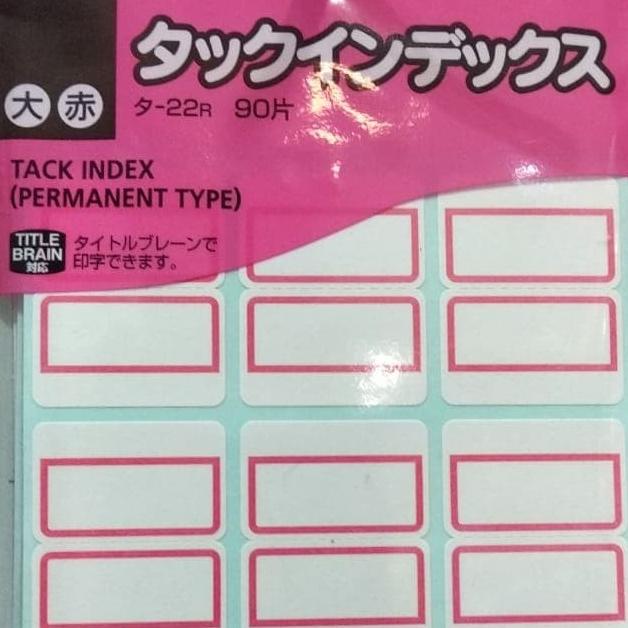 タックインデックス
大 赤
タ-22R 90片
TACK INDEX
(PERMANENT TYPE)
TITLE
BRAIN
対応
タイトルブレーンで
印字できます。